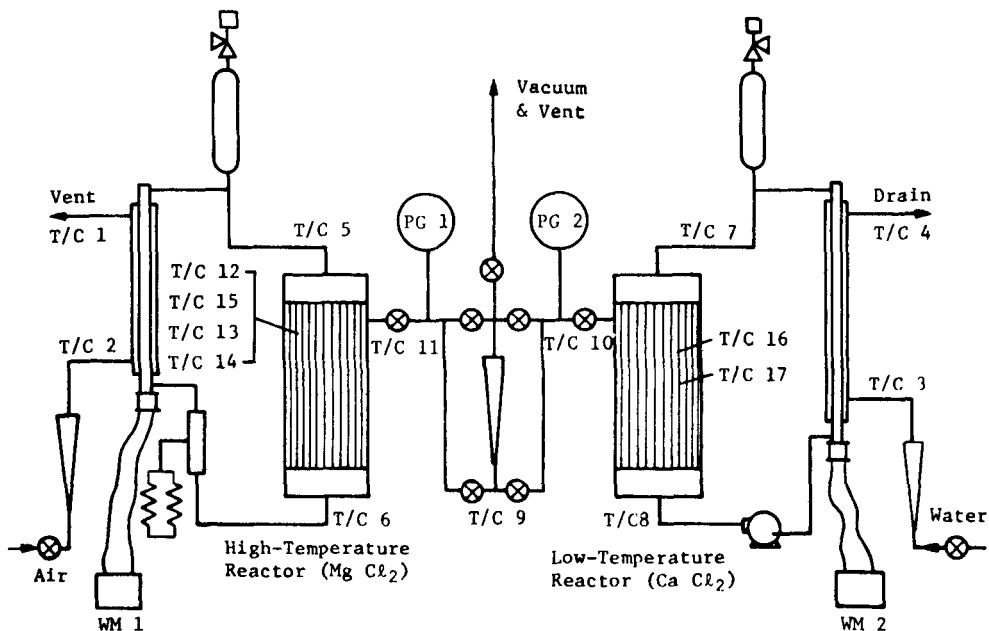 Vacuum
& Vent
Vent
T/C 1
T/C 5
PG 1
PG 2
T/C 7
Drain
T/C 4
T/C 12
T/C 15
T/C 13
T/C 14
T/C 2
T/C 11
T/C 10
T/C 16
T/C 17
T/C 3
T/C 6
T/C 9
T/C8
Air
Water
High-Temperature
Reactor (Mg Cℓ₂)
Low-Temperature
Reactor (Ca Cℓ₂)
WM 1
WM 2